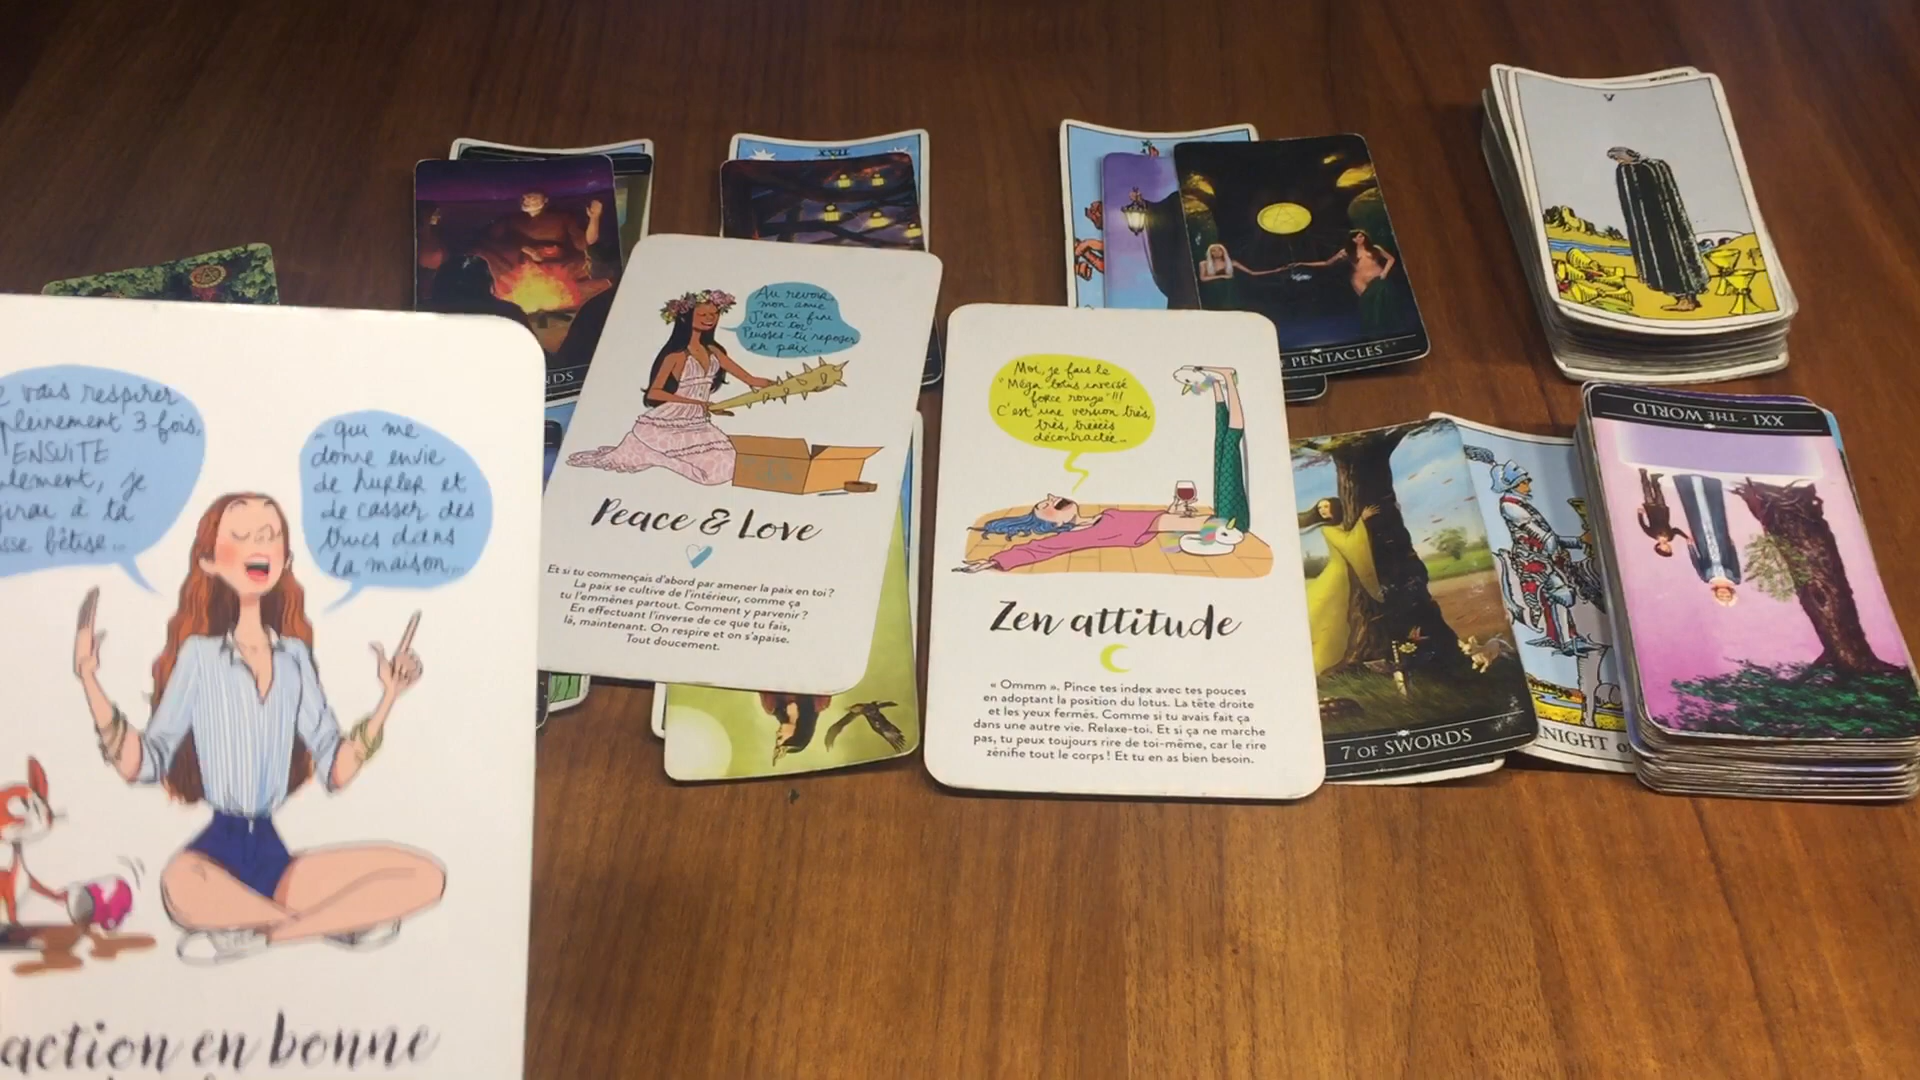 vais respirer
pleinement 3 fois,
ENSUITE
je
à ta
bêtise...
... qui me
donne envie
de hurler et
de casser des
trucs dans
la maison...
action en bonne
Au revoir,
mon amie
J'en ai fini
avec toi.
Puisses-tu reposer
en paix...
Peace & Love
Et si tu commençais d'abord par amener la paix en toi ?
La paix se cultive de l'intérieur, comme ça
tu l'emmènes partout. Comment y parvenir ?
En effectuant l'inverse de ce que tu fais,
là, maintenant. On respire et on s'apaise.
Tout doucement.
Moi, je fais le
"Méga lotus inversé
force rouge" !!!
C'est une version très,
très, trèèès
décontractée...
Zen attitude
« Ommm ». Pince tes index avec tes pouces
en adoptant la position du lotus. La tête droite
et les yeux fermés. Comme si tu avais fait ça
dans une autre vie. Relaxe-toi. Et si ça ne marche
pas, tu peux toujours rire de toi-même, car le rire
zénifie tout le corps ! Et tu en as bien besoin.
XVII
PENTACLES
V
7 OF SWORDS
KNIGHT
XXI - THE WORLD